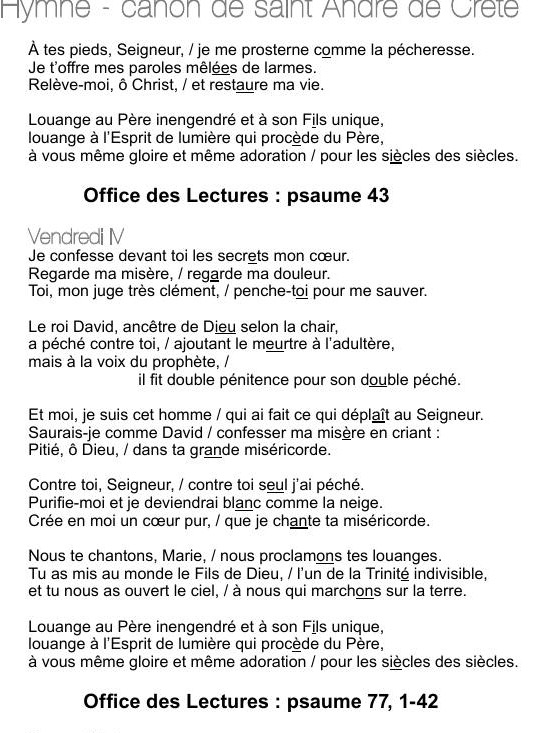 Hymne - canon de saint André de Crète
À tes pieds, Seigneur, / je me prosterne comme la pécheresse.
Je t'offre mes paroles mêlées de larmes.
Relève-moi, ô Christ, / et restaure ma vie.
Louange au Père inengendré et à son Fils unique,
louange à l'Esprit de lumière qui procède du Père,
à vous même gloire et même adoration / pour les siècles des siècles.
Office des Lectures : psaume 43
Vendredi IV
Je confesse devant toi les secrets mon cœur.
Regarde ma misère, / regarde ma douleur.
Toi, mon juge très clément, / penche-toi pour me sauver.
Le roi David, ancêtre de Dieu selon la chair,
a péché contre toi, / ajoutant le meurtre à l'adultère,
mais à la voix du prophète, /
il fit double pénitence pour son double péché.
Et moi, je suis cet homme / qui ai fait ce qui déplaît au Seigneur.
Saurais-je comme David / confesser ma misère en criant :
Pitié, ô Dieu, / dans ta grande miséricorde.
Contre toi, Seigneur, / contre toi seul j'ai péché.
Purifie-moi et je deviendrai blanc comme la neige.
Crée en moi un cœur pur, / que je chante ta miséricorde.
Nous te chantons, Marie, / nous proclamons tes louanges.
Tu as mis au monde le Fils de Dieu, / l'un de la Trinité indivisible,
et tu nous as ouvert le ciel, / à nous qui marchons sur la terre.
Louange au Père inengendré et à son Fils unique,
louange à l'Esprit de lumière qui procède du Père,
à vous même gloire et même adoration / pour les siècles des siècles.
Office des Lectures : psaume 77, 1-42